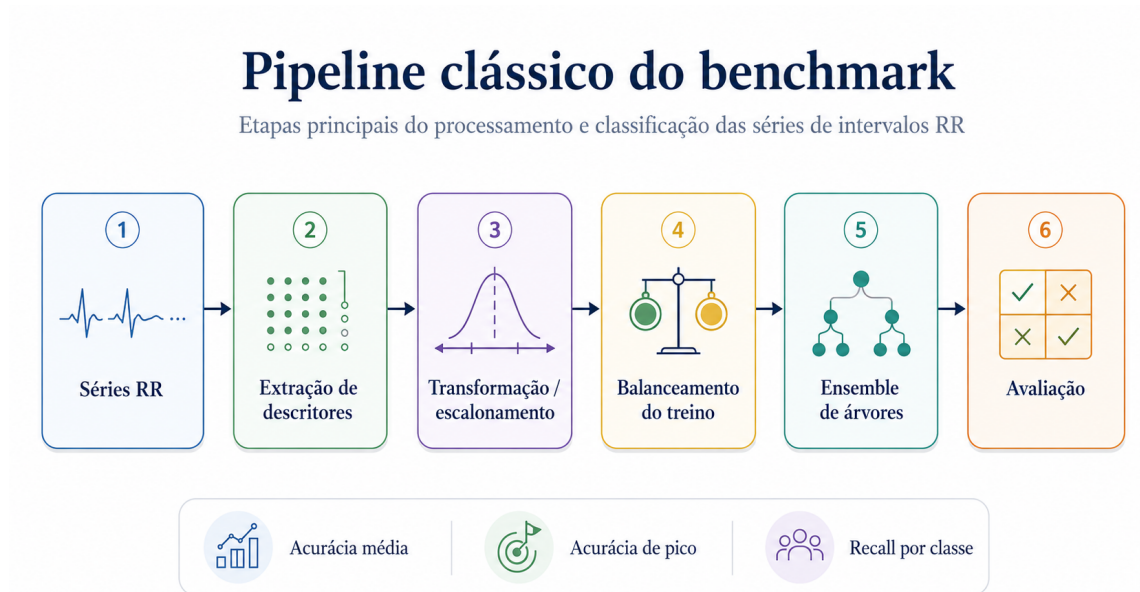 Pipeline clássico do benchmark
Etapas principais do processamento e classificação das séries de intervalos RR
1
2
3
4
5
6
Séries RR
Extração de
descritores
Transformação /
escalonamento
Balanceamento
do treino
Ensemble
de árvores
Avaliação
Acurácia média
Acurácia de pico
Recall por classe